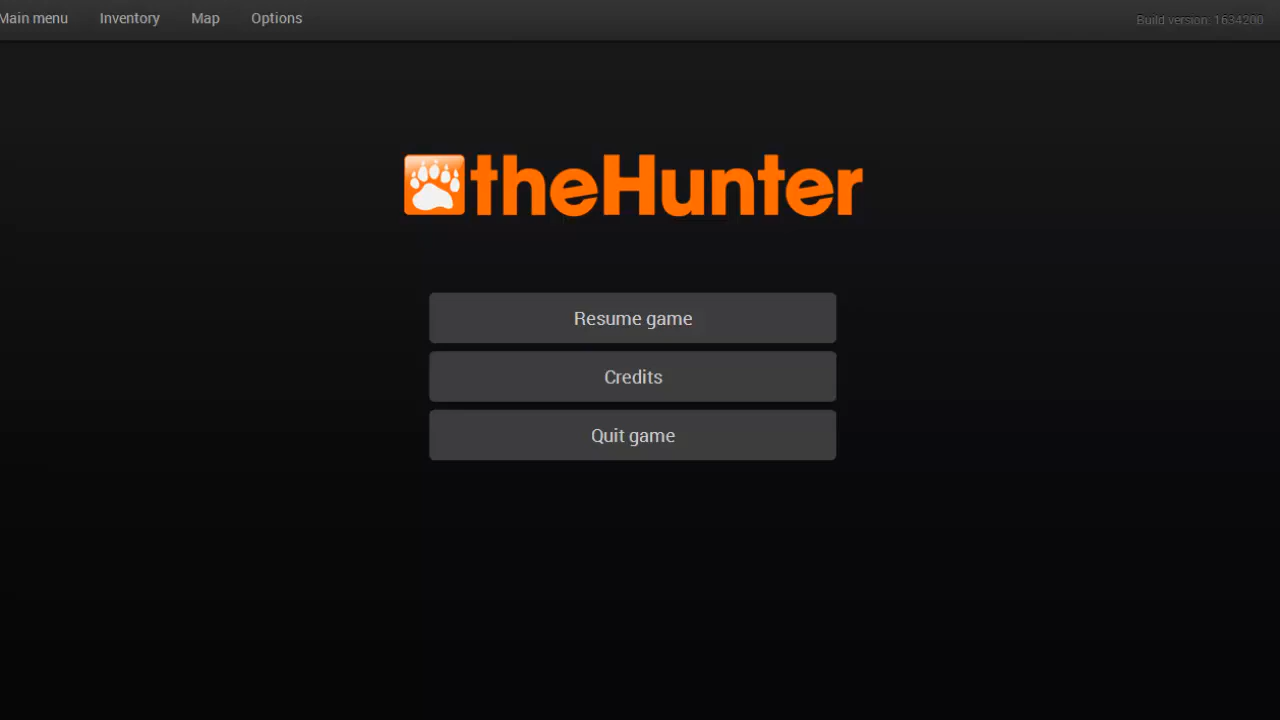 Main menu Inventory Map Options Build version: 1634200
theHunter
Resume game
Credits
Quit game